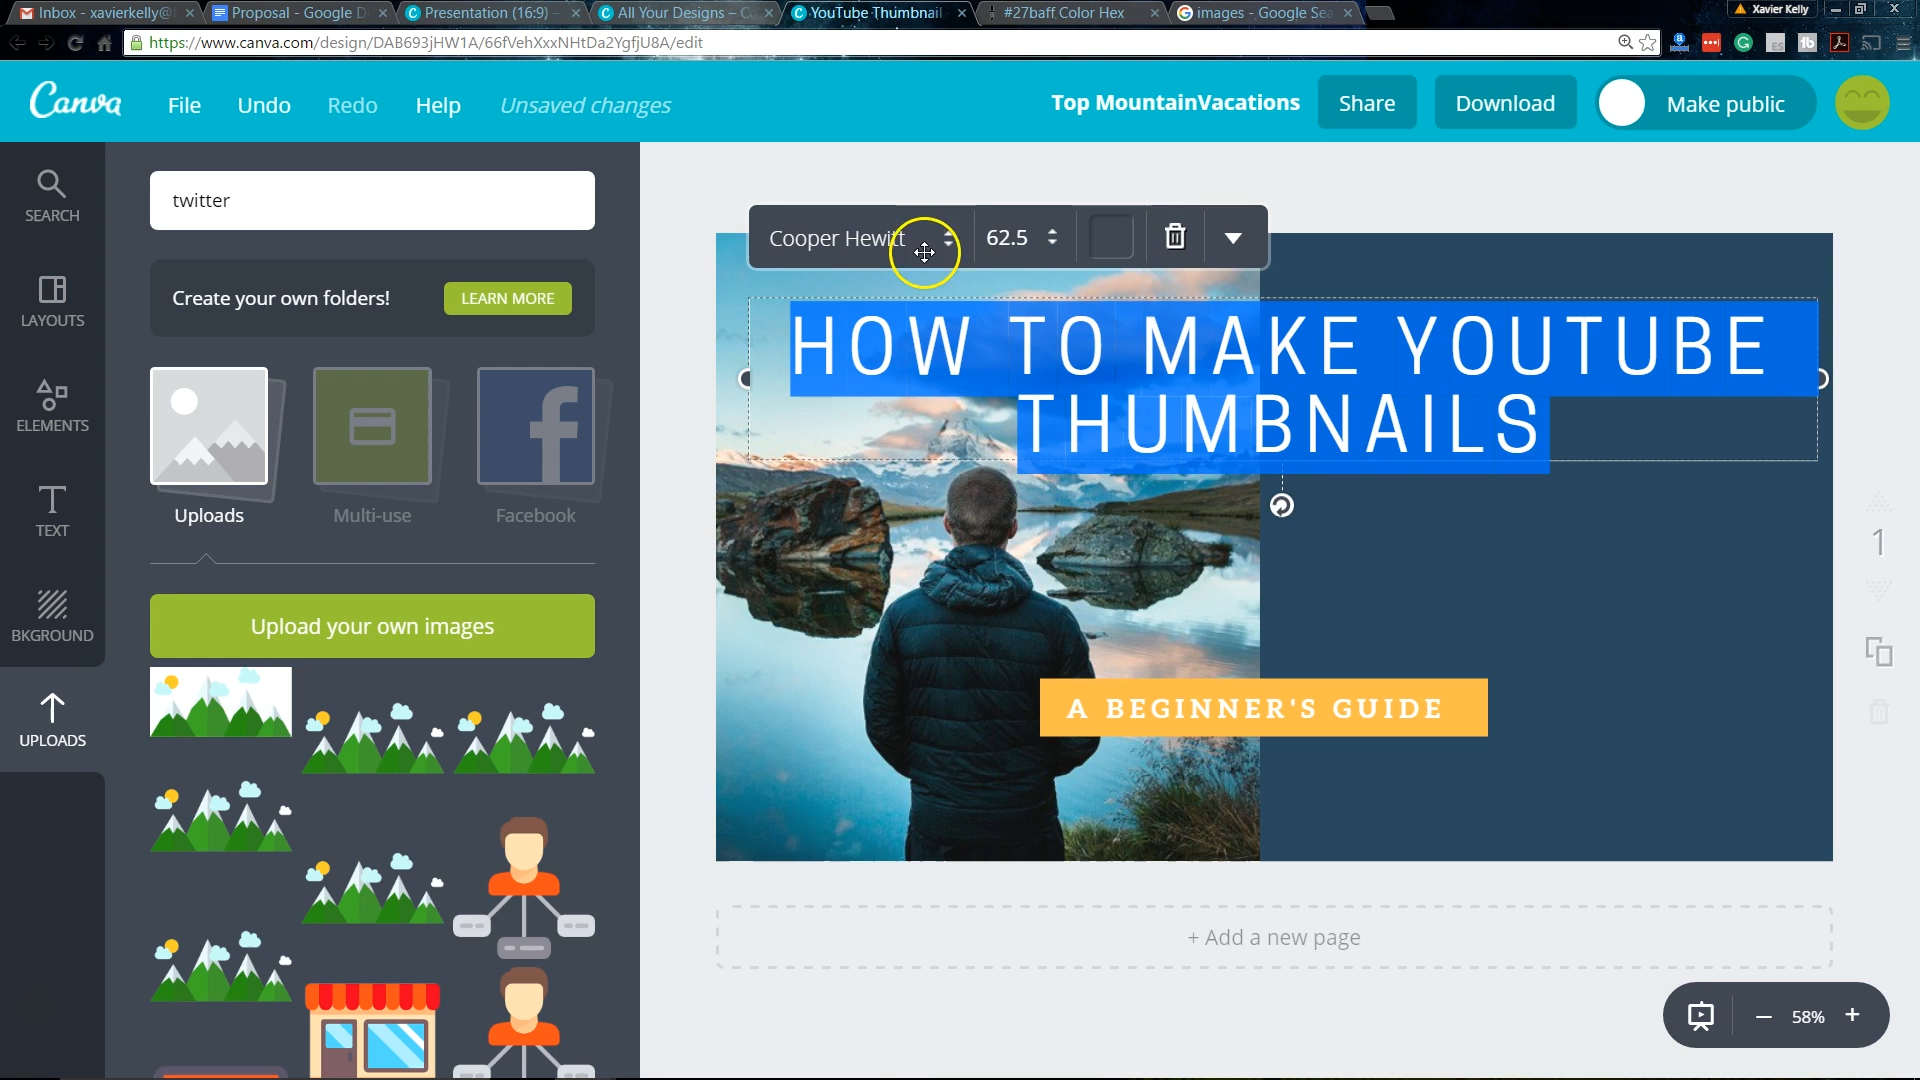 Inbox - xavierkelly@
Proposal - Google D
Presentation (16:9) -
All Your Designs – C
YouTube Thumbnail
#27baff Color Hex
images - Google Sea
Xavier Kelly
https://www.canva.com/design/DAB693jHW1A/66fVehXxxNHtDa2YgfjU8A/edit
Canva
File
Undo
Redo
Help
Unsaved changes
Top MountainVacations
Share
Download
Make public
SEARCH
LAYOUTS
ELEMENTS
TEXT
BKGROUND
UPLOADS
twitter
Create your own folders!
LEARN MORE
Uploads
Multi-use
Facebook
Upload your own images
Cooper Hewitt
62.5
HOW TO MAKE YOUTUBE
THUMBNAILS
A BEGINNER'S GUIDE
1
+ Add a new page
58%